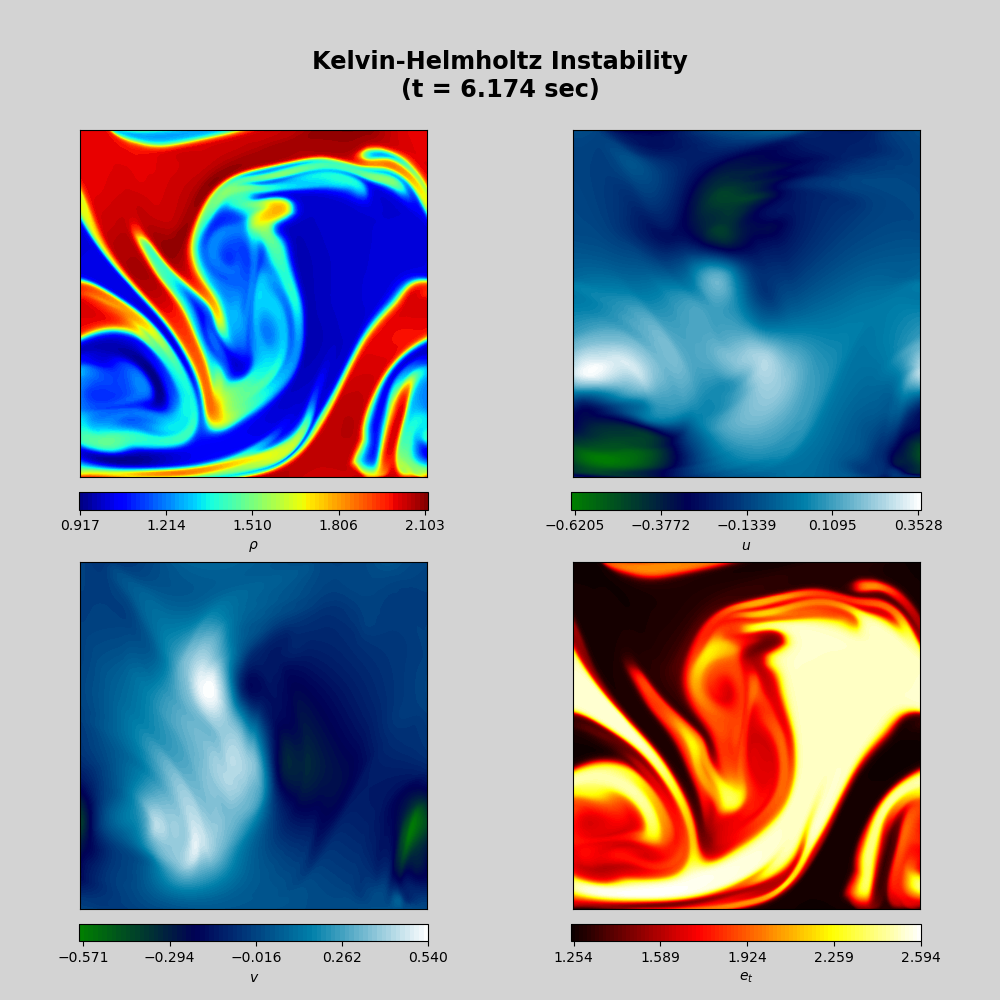 Kelvin-Helmholtz Instability
(t = 6.174 sec)
0.917 1.214 1.510 1.806 2.103
ρ
−0.6205 −0.3772 −0.1339 0.1095 0.3528
u
−0.571 −0.294 −0.016 0.262 0.540
v
1.254 1.589 1.924 2.259 2.594
e_t